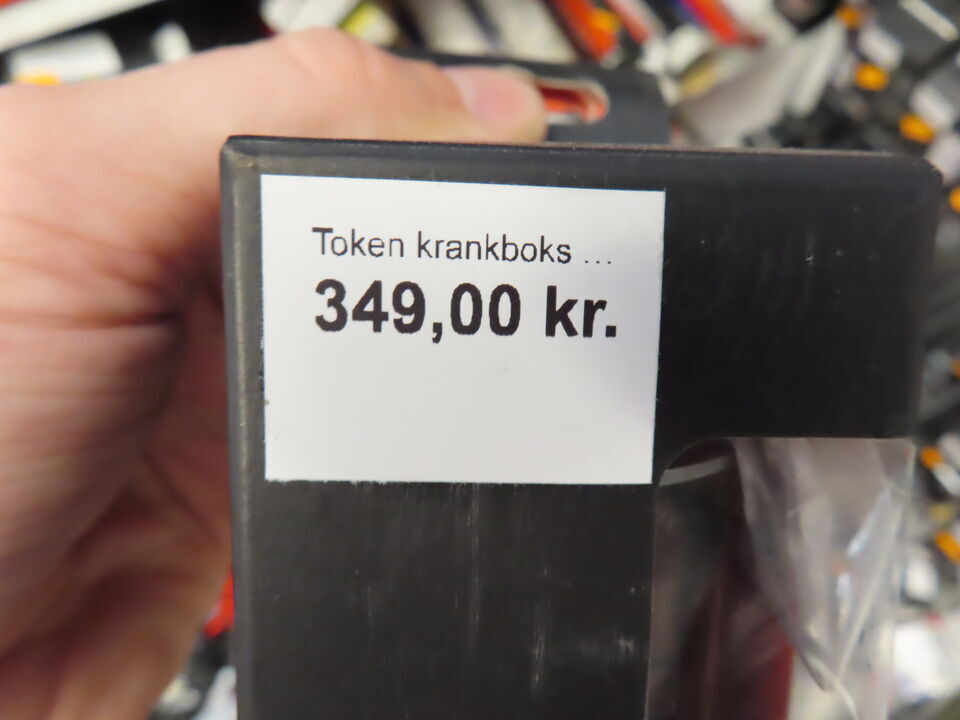 Token krankboks ...
349,00 kr.